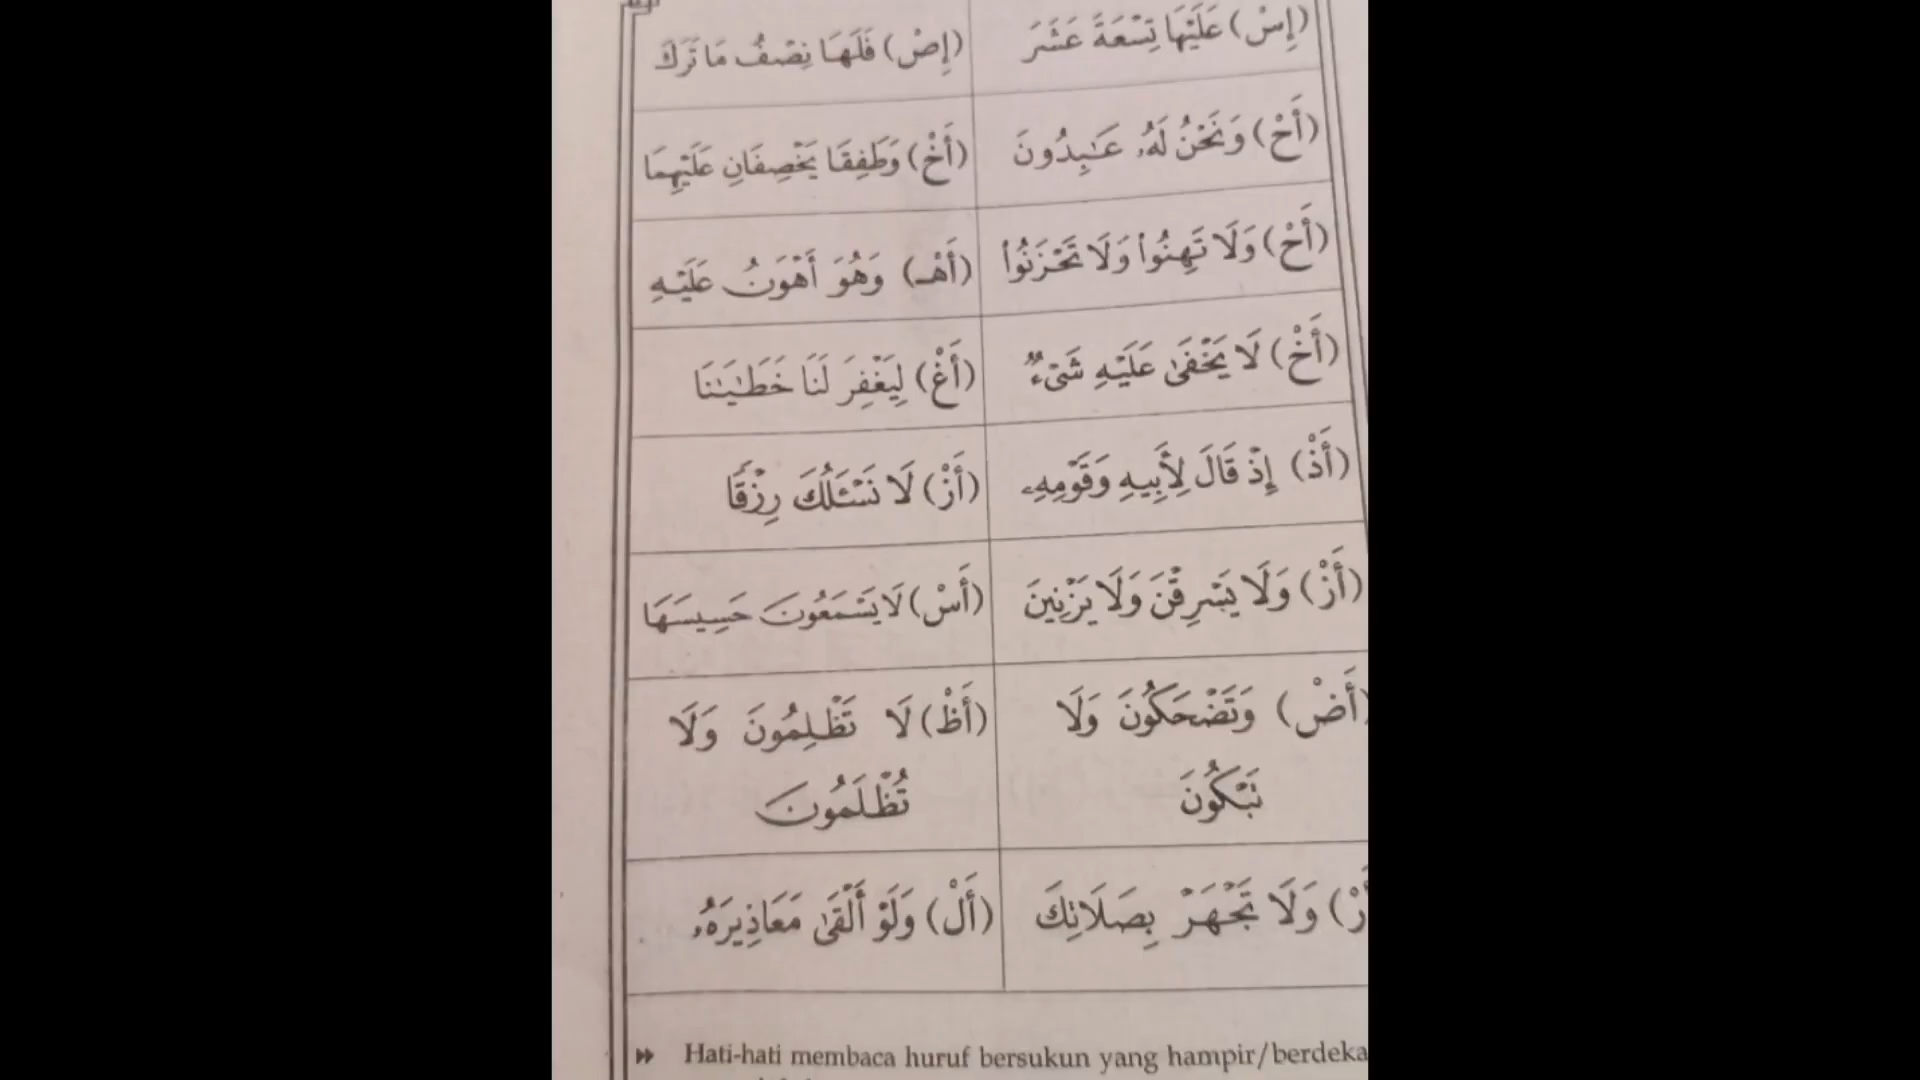 (إِسْ) عَلَيْهَا تِسْعَةَ عَشَرَ
(إِصْ) فَلَهَا نِصْفُ مَا تَرَكَ
(أَحْ) وَنَحْنُ لَهُۥ عَـٰبِدُونَ
(أَخْ) وَطَفِقَا يَخْصِفَانِ عَلَيْهِمَا
(أَحْ) وَلَا تَهِنُوا۟ وَلَا تَحْزَنُوا۟
(أَهْـ) وَهُوَ أَهْوَنُ عَلَيْهِ
(أَخْ) لَا يَخْفَىٰ عَلَيْهِ شَىْءٌ
(أَغْ) لِيَغْفِرَ لَنَا خَطَـٰيَـٰنَا
(أَذْ) إِذْ قَالَ لِأَبِيهِ وَقَوْمِهِۦ
(أَزْ) لَا نَسْـَٔلُكَ رِزْقًا
(أَزْ) وَلَا يَسْرِقْنَ وَلَا يَزْنِينَ
(أَسْ) لَا يَسْمَعُونَ حَسِيسَهَا
(أَضْ) وَتَضْحَكُونَ وَلَا
تَبْكُونَ
(أَظْ) لَا تَظْلِمُونَ وَلَا
تُظْلَمُونَ
رْ) وَلَا تَجْهَرْ بِصَلَاتِكَ
(أَلْ) وَلَوْ أَلْقَىٰ مَعَاذِيرَهُۥ
Hati-hati membaca huruf bersukun yang hampir/berdeka